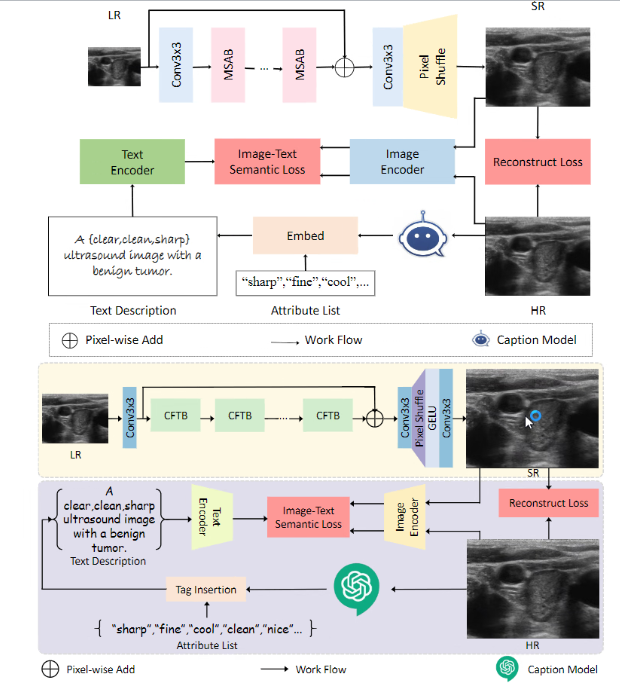 LR
SR
Conv3x3
MSAB
...
MSAB
Conv3x3
Pixel
Shuffle
Text
Encoder
Image-Text
Semantic Loss
Image
Encoder
Reconstruct Loss
A {clear,clean,sharp}
ultrasound image with a
benign tumor.
Embed
"sharp","fine","cool",...
Text Description
Attribute List
HR
Pixel-wise Add
Work Flow
Caption Model
LR
Conv3x3
CFTB
CFTB
......
CFTB
Conv3x3
Pixel Shuffle
GELU
Conv3x3
SR
A
clear,clean,sharp
ultrasound image
with a benign
tumor.
Text Description
Text
Encoder
Image-Text
Semantic Loss
Image
Encoder
Reconstruct Loss
Tag Insertion
{ "sharp","fine","cool","clean","nice"... }
Attribute List
HR
Pixel-wise Add
Work Flow
Caption Model